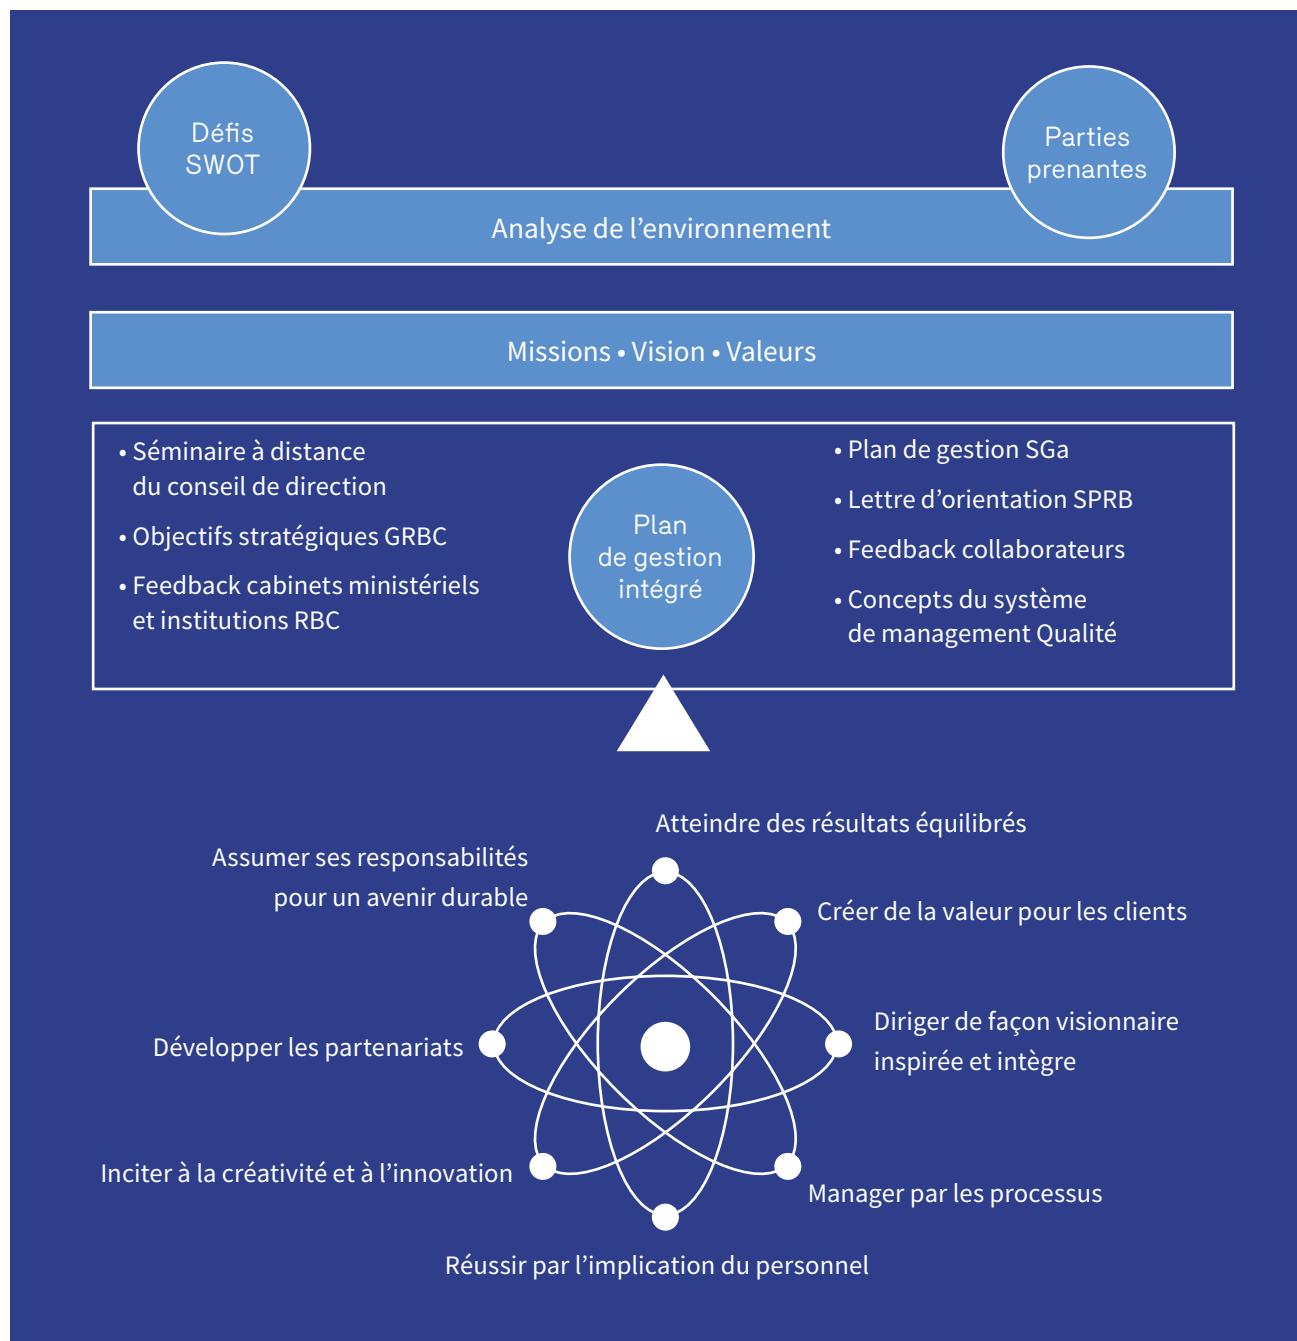 Défis
SWOT
Parties
prenantes
Analyse de l’environnement
Missions • Vision • Valeurs
• Séminaire à distance
du conseil de direction
• Objectifs stratégiques GRBC
• Feedback cabinets ministériels
et institutions RBC
Plan
de gestion
intégré
• Plan de gestion SGa
• Lettre d’orientation SPRB
• Feedback collaborateurs
• Concepts du système
de management Qualité
Atteindre des résultats équilibrés
Assumer ses responsabilités
pour un avenir durable
Créer de la valeur pour les clients
Diriger de façon visionnaire
inspirée et intègre
Développer les partenariats
Inciter à la créativité et à l’innovation
Manager par les processus
Réussir par l’implication du personnel